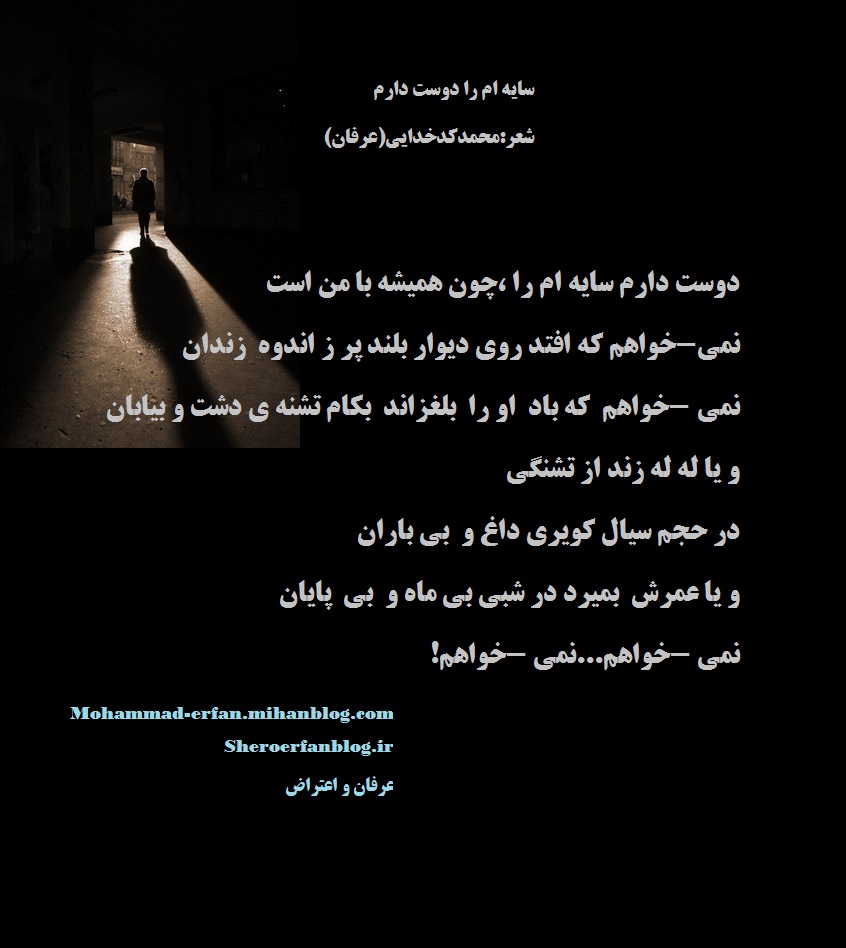 سایه ام را دوست دارم
شعر:محمدکدخدایی(عرفان)
دوست دارم سایه ام را ،چون همیشه با من است
نمی–خواهم که افتد روی دیوار بلند پر ز اندوه زندان
نمی –خواهم که باد او را بلغزاند بکام تشنه ی دشت و بیابان
و یا له له زند از تشنگی
در حجم سیال کویری داغ و بی باران
و یا عمرش بمیرد در شبی بی ماه و بی پایان
نمی –خواهم...نمی –خواهم!
Mohammad-erfan.mihanblog.com
Sheroerfanblog.ir
عرفان و اعتراض